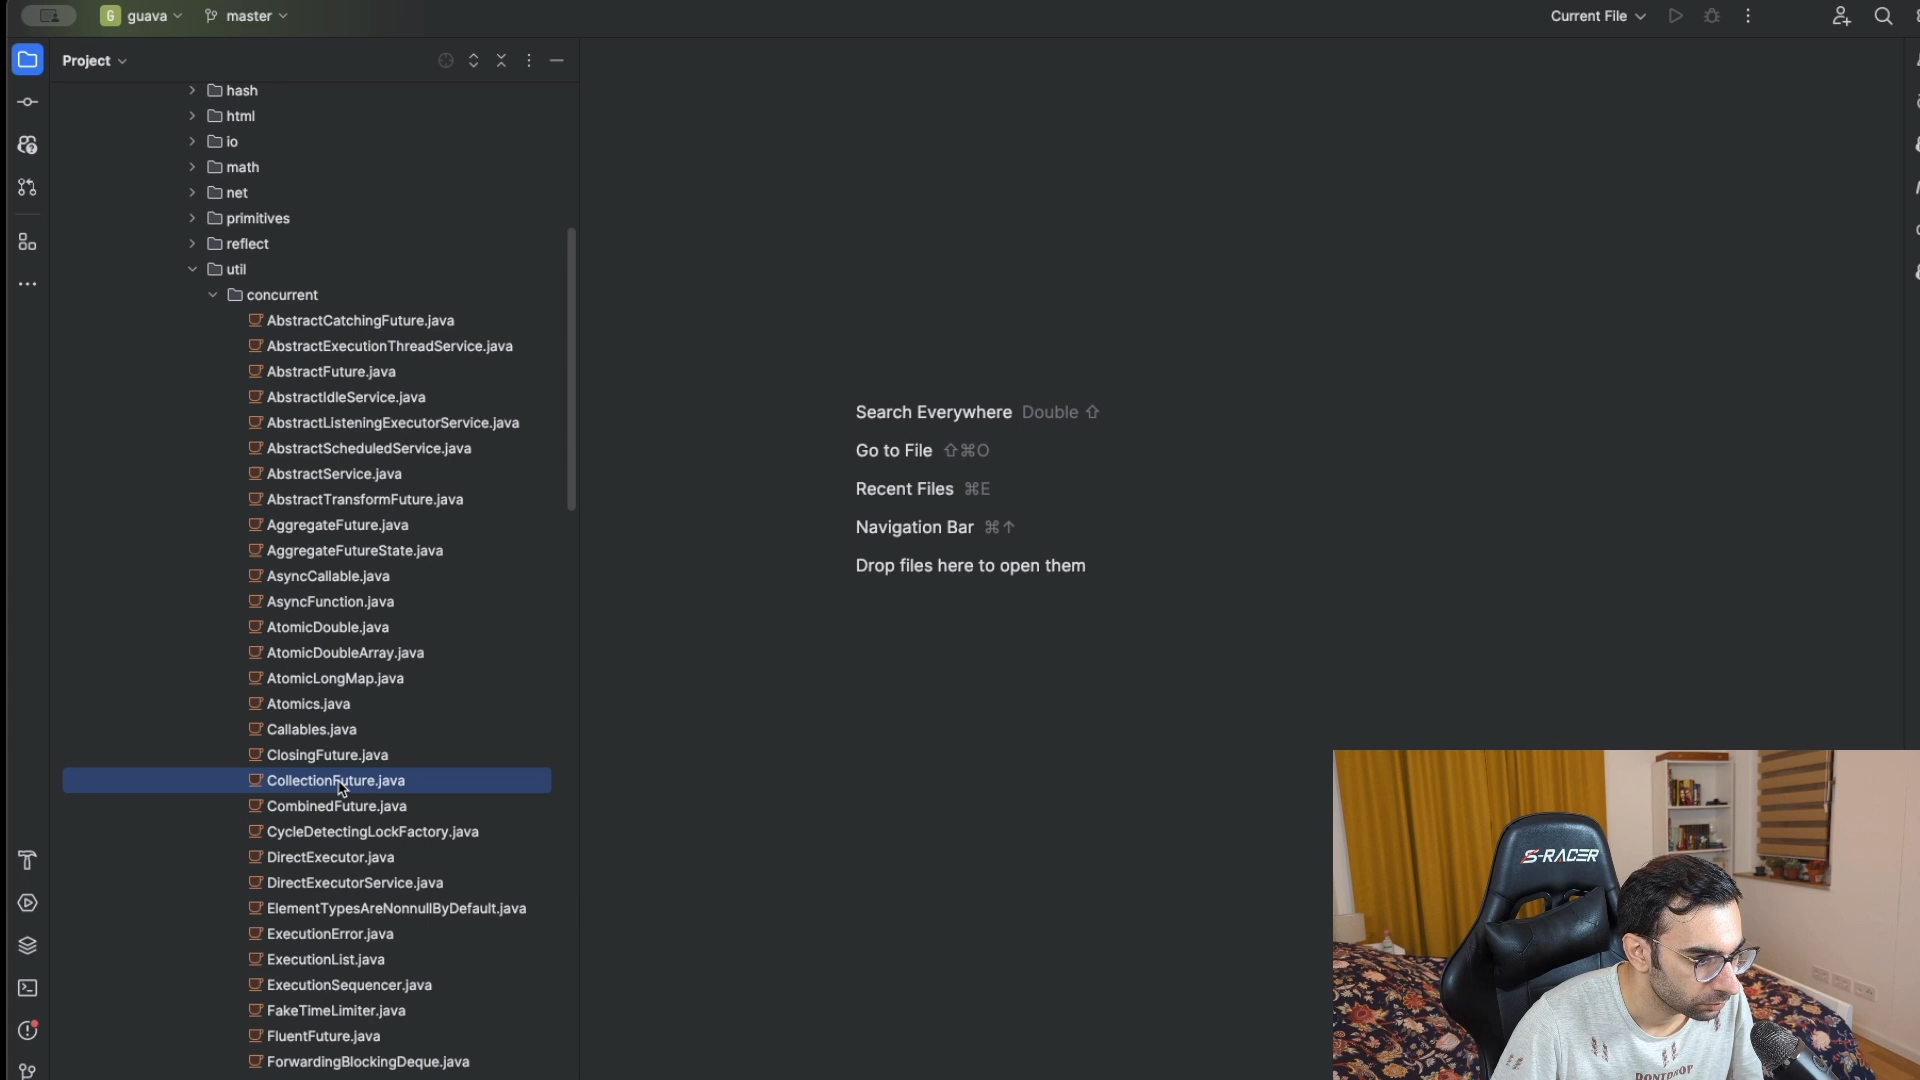 G guava master
Current File
Project
hash
html
io
math
net
primitives
reflect
util
concurrent
AbstractCatchingFuture.java
AbstractExecutionThreadService.java
AbstractFuture.java
AbstractIdleService.java
AbstractListeningExecutorService.java
AbstractScheduledService.java
AbstractService.java
AbstractTransformFuture.java
AggregateFuture.java
AggregateFutureState.java
AsyncCallable.java
AsyncFunction.java
AtomicDouble.java
AtomicDoubleArray.java
AtomicLongMap.java
Atomics.java
Callables.java
ClosingFuture.java
CollectionFuture.java
CombinedFuture.java
CycleDetectingLockFactory.java
DirectExecutor.java
DirectExecutorService.java
ElementTypesAreNonnullByDefault.java
ExecutionError.java
ExecutionList.java
ExecutionSequencer.java
FakeTimeLimiter.java
FluentFuture.java
ForwardingBlockingDeque.java
Search Everywhere Double ⇧
Go to File ⇧⌘O
Recent Files ⌘E
Navigation Bar ⌘↑
Drop files here to open them
S-RACER